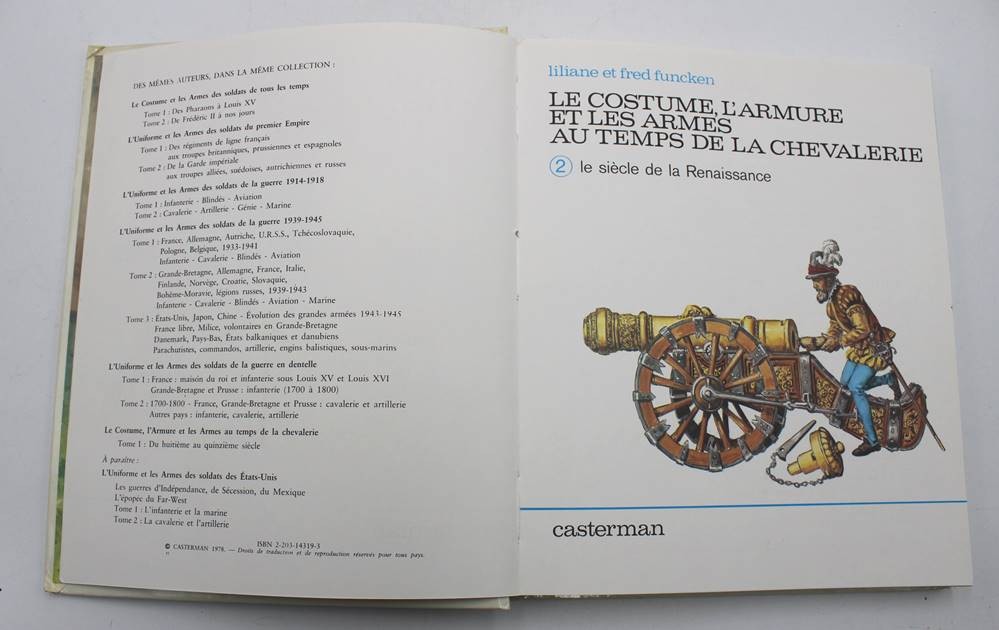 DES MÊMES AUTEURS, DANS LA MÊME COLLECTION :
Le Costume et les Armes des soldats de tous les temps
Tome 1 : Des Pharaons à Louis XV
Tome 2 : De Frédéric II à nos jours
L'Uniforme et les Armes des soldats du premier Empire
Tome 1 : Des régiments de ligne français
aux troupes britanniques, prussiennes et espagnoles
Tome 2 : De la Garde impériale
aux troupes alliées, suédoises, autrichiennes et russes
L'Uniforme et les Armes des soldats de la guerre 1914-1918
Tome 1 : Infanterie - Blindés - Aviation
Tome 2 : Cavalerie - Artillerie - Génie - Marine
L'Uniforme et les Armes des soldats de la guerre 1939-1945
Tome 1 : France, Allemagne, Autriche, U.R.S.S., Tchécoslovaquie,
Pologne, Belgique, 1933-1941
Infanterie - Cavalerie - Blindés - Aviation
Tome 2 : Grande-Bretagne, Allemagne, France, Italie,
Finlande, Norvège, Croatie, Slovaquie,
Bohême-Moravie, légions russes, 1939-1943
Infanterie - Cavalerie - Blindés - Aviation - Marine
Tome 3 : États-Unis, Japon, Chine - Évolution des grandes armées 1943-1945
France libre, Milice, volontaires en Grande-Bretagne
Danemark, Pays-Bas, États balkaniques et danubiens
Parachutistes, commandos, artillerie, engins balistiques, sous-marins
L'Uniforme et les Armes des soldats de la guerre en dentelle
Tome 1 : France : maison du roi et infanterie sous Louis XV et Louis XVI
Grande-Bretagne et Prusse : infanterie (1700 à 1800)
Tome 2 : 1700-1800 - France, Grande-Bretagne et Prusse : cavalerie et artillerie
Autres pays : infanterie, cavalerie, artillerie
Le Costume, l'Armure et les Armes au temps de la chevalerie
Tome 1 : Du huitième au quinzième siècle
À paraître :
L'Uniforme et les Armes des soldats des États-Unis
Les guerres d'Indépendance, de Sécession, du Mexique
L'épopée du Far-West
Tome 1 : L'infanterie et la marine
Tome 2 : La cavalerie et l'artillerie
ISBN 2-203-14319-3
© CASTERMAN 1978. — Droits de traduction et de reproduction réservés pour tous pays.
liliane et fred funcken
LE COSTUME, L'ARMURE
ET LES ARMES
AU TEMPS DE LA CHEVALERIE
2 le siècle de la Renaissance
casterman